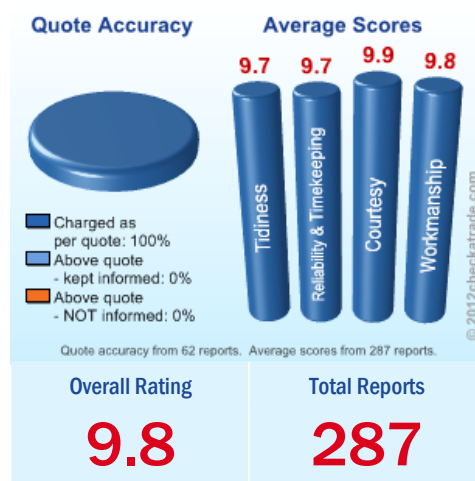 Quote Accuracy
Average Scores
9.7
9.7
9.9
9.8
Tidiness
Reliability & Timekeeping
Courtesy
Workmanship
Charged as
per quote: 100%
Above quote
- kept informed: 0%
Above quote
- NOT informed: 0%
© 2012checkatrade.com
Quote accuracy from 62 reports. Average scores from 287 reports.
Overall Rating
Total Reports
9.8
287